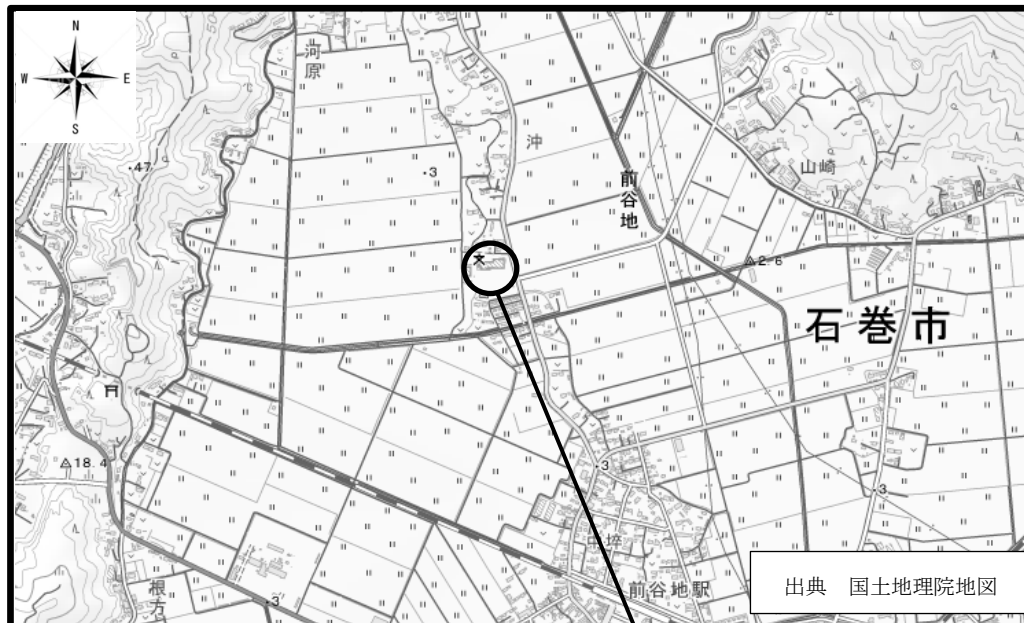 N
W E
S
河原
沖
前谷地
山崎
・47
・3
△2.6
石巻市
△18.4
・3
・3
根方
・3
前谷地駅
出典 国土地理院地図